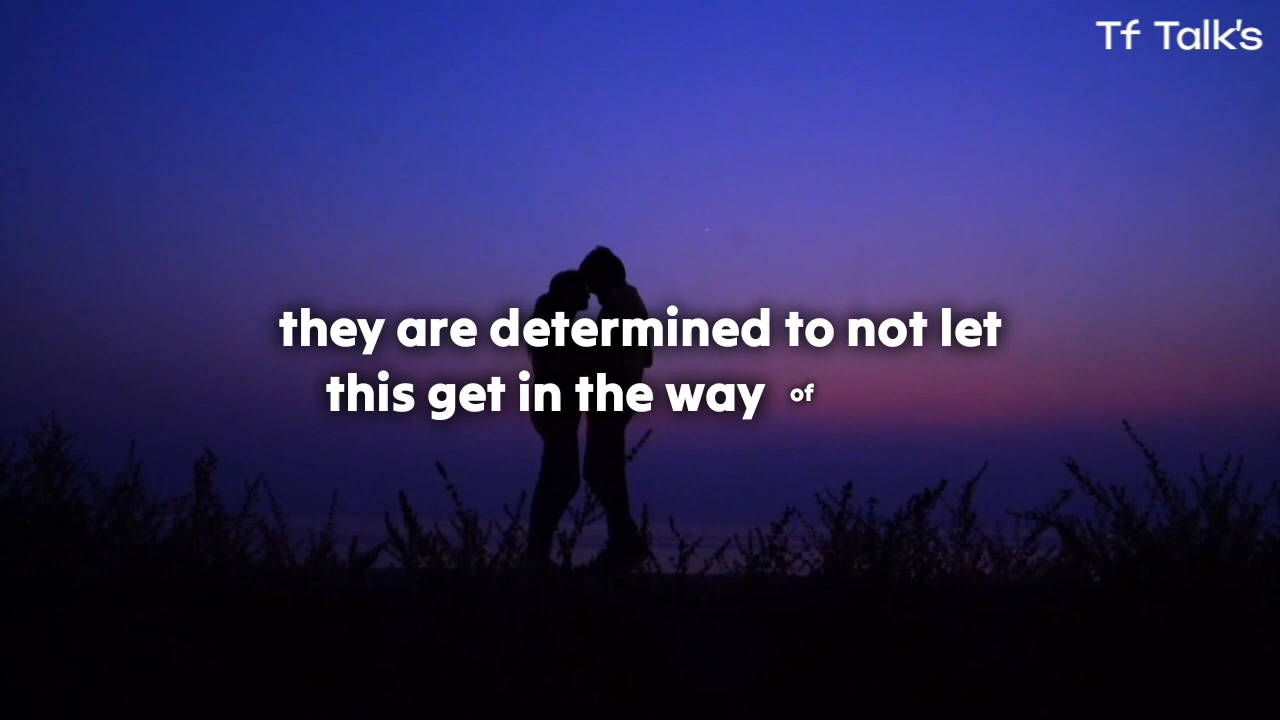 Tf Talk's
they are determined to not let
this get in the way of